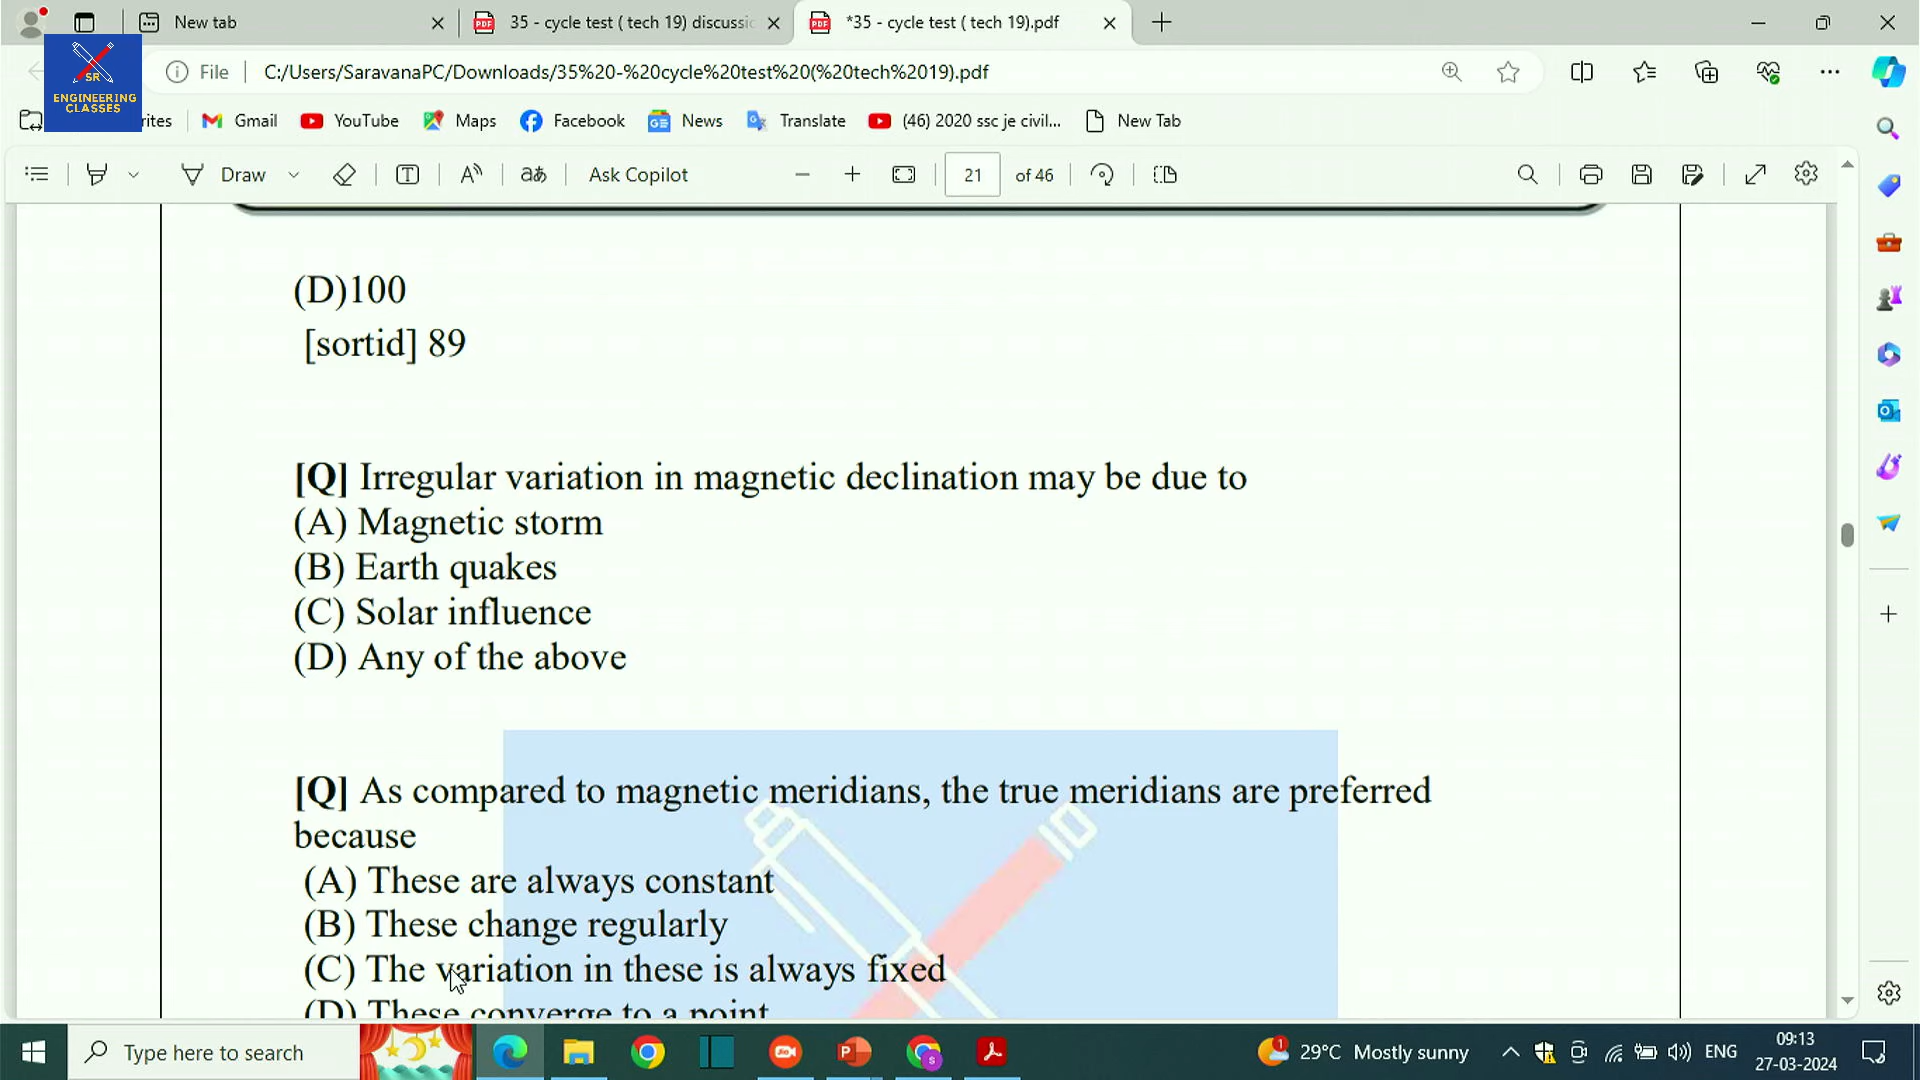 New tab
35 - cycle test ( tech 19) discussi
*35 - cycle test ( tech 19).pdf
SR
ENGINEERING
CLASSES
File
C:/Users/SaravanaPC/Downloads/35%20-%20cycle%20test%20(%20tech%2019).pdf
rites
Gmail
YouTube
Maps
Facebook
News
Translate
(46) 2020 ssc je civil...
New Tab
Draw
Ask Copilot
21
of 46
(D)100
[sortid] 89
[Q] Irregular variation in magnetic declination may be due to
(A) Magnetic storm
(B) Earth quakes
(C) Solar influence
(D) Any of the above
[Q] As compared to magnetic meridians, the true meridians are preferred
because
(A) These are always constant
(B) These change regularly
(C) The variation in these is always fixed
(D) These converge to a point
Type here to search
29°C Mostly sunny
ENG
09:13
27-03-2024